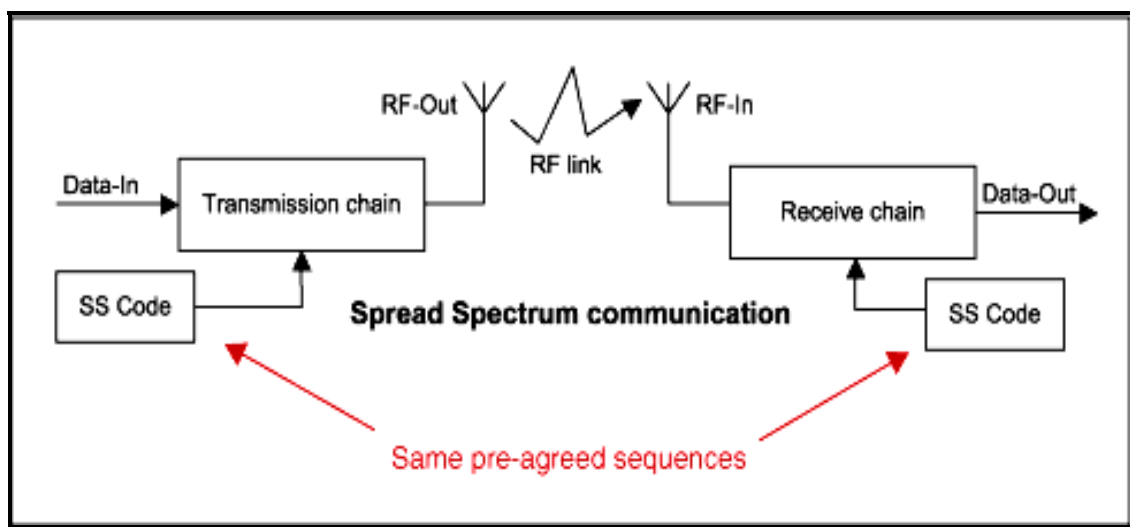 RF-Out
RF-In
RF link
Data-In
Transmission chain
Receive chain
Data-Out
SS Code
Spread Spectrum communication
SS Code
Same pre-agreed sequences